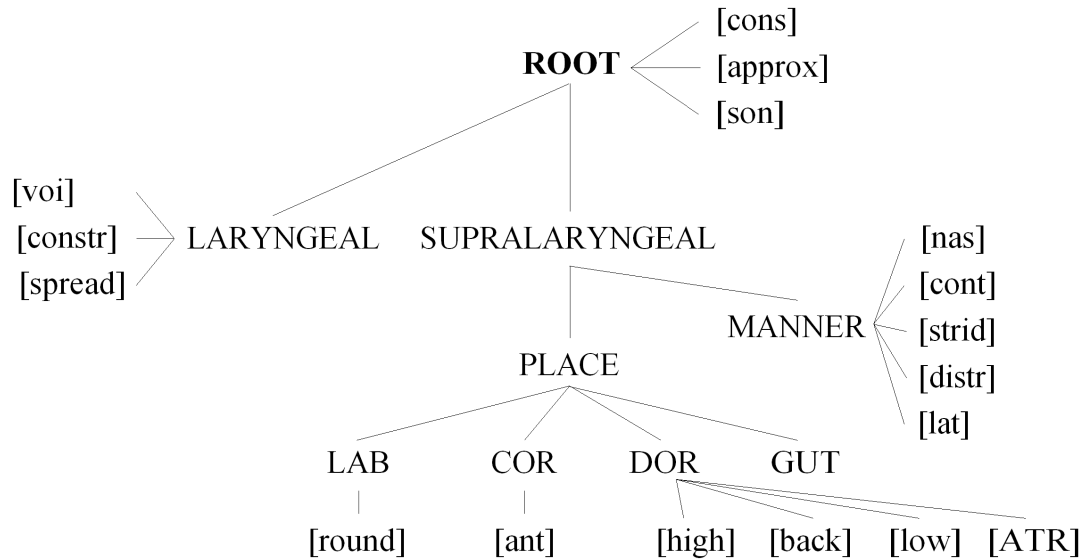 [cons]
ROOT [approx]
[son]
[voi]
[constr] LARYNGEAL SUPRALARYNGEAL [nas]
[spread] [cont]
MANNER [strid]
PLACE [distr]
[lat]
LAB COR DOR GUT
[round] [ant] [high] [back] [low] [ATR]